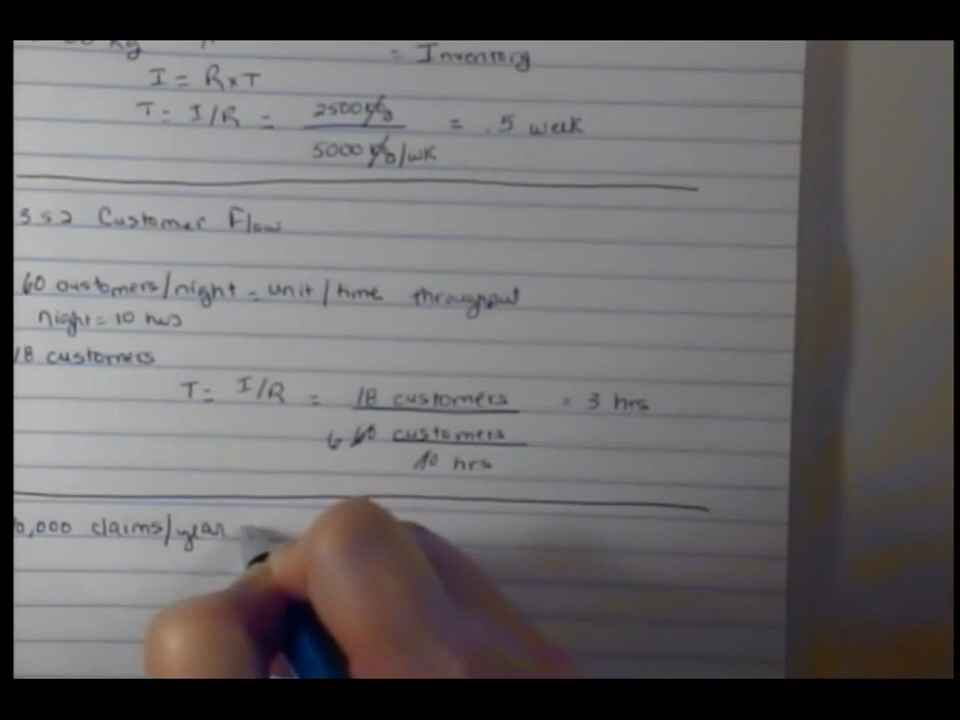 kg
= Inventory
I = R x T
T = I/R = 2500 kg / 5000 kg/wk = .5 week
3.5.2 Customer Flow
60 customers/night = unit/time throughput
night = 10 hrs
18 customers
T = I/R = 18 customers / 6 60 customers / 10 hrs = 3 hrs
0,000 claims/year